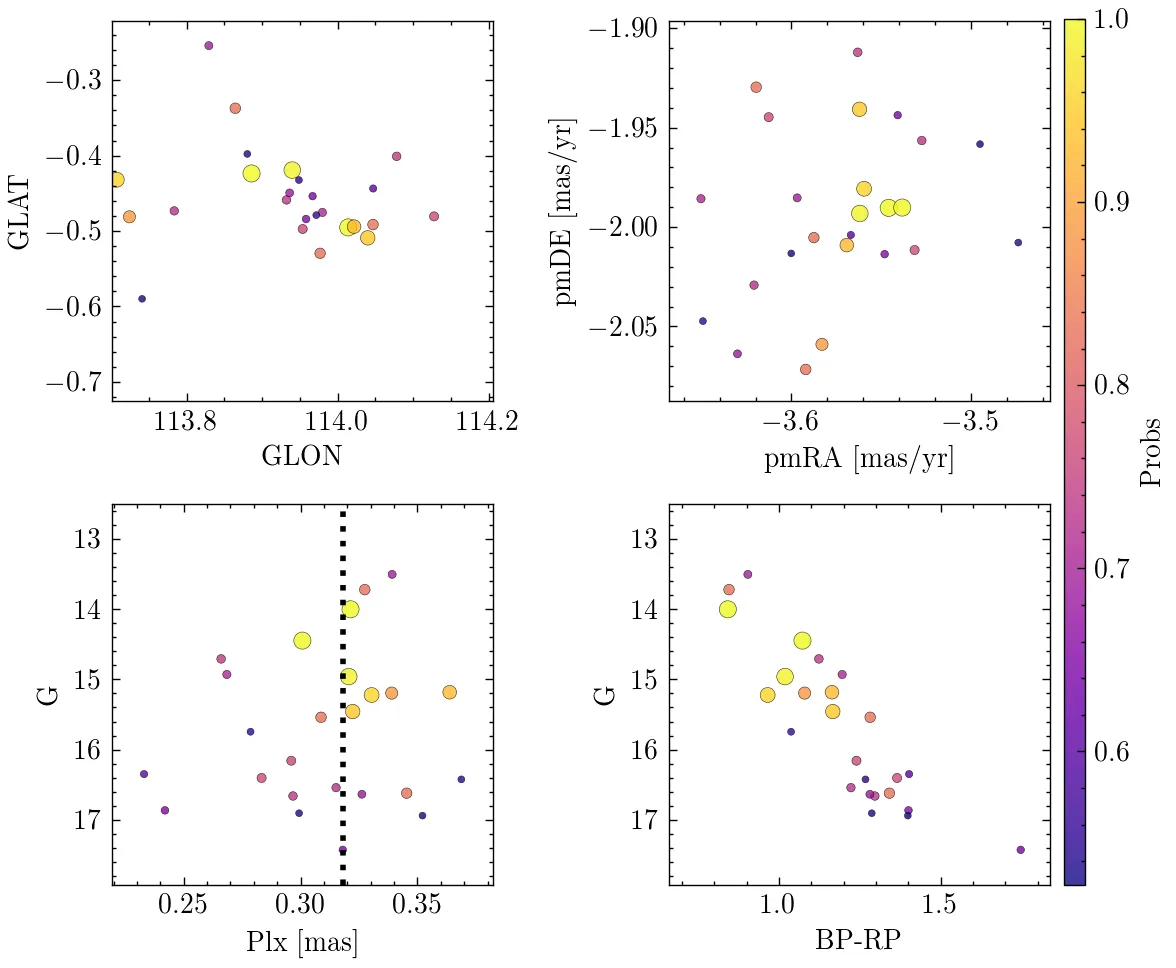 −0.3
−0.4
−0.5
−0.6
−0.7
GLAT
113.8 114.0 114.2
GLON
−1.90
−1.95
−2.00
−2.05
pmDE [mas/yr]
−3.6 −3.5
pmRA [mas/yr]
1.0
0.9
0.8
0.7
0.6
Probs
13
14
15
16
17
G
0.25 0.30 0.35
Plx [mas]
13
14
15
16
17
G
1.0 1.5
BP-RP